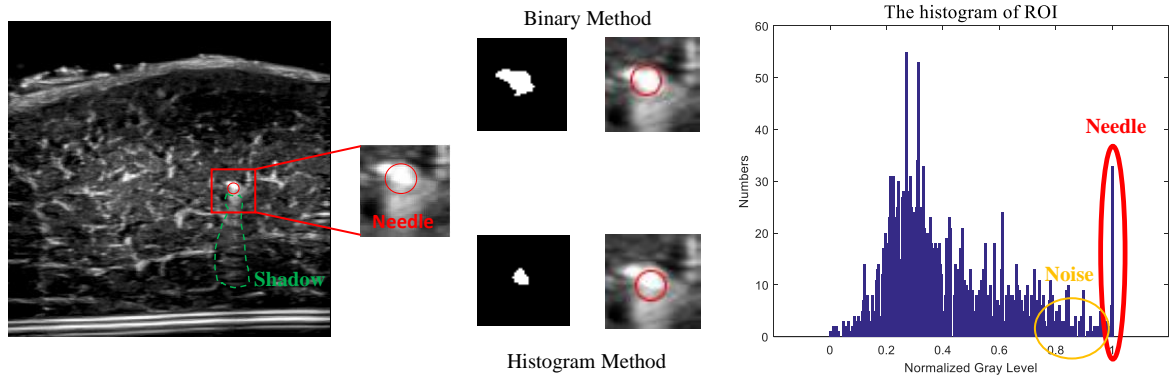 Binary Method
Needle
Shadow
Histogram Method
The histogram of ROI
60
50
40
30
20
10
0
Numbers
Needle
Noise
0 0.2 0.4 0.6 0.8 1
Normalized Gray Level